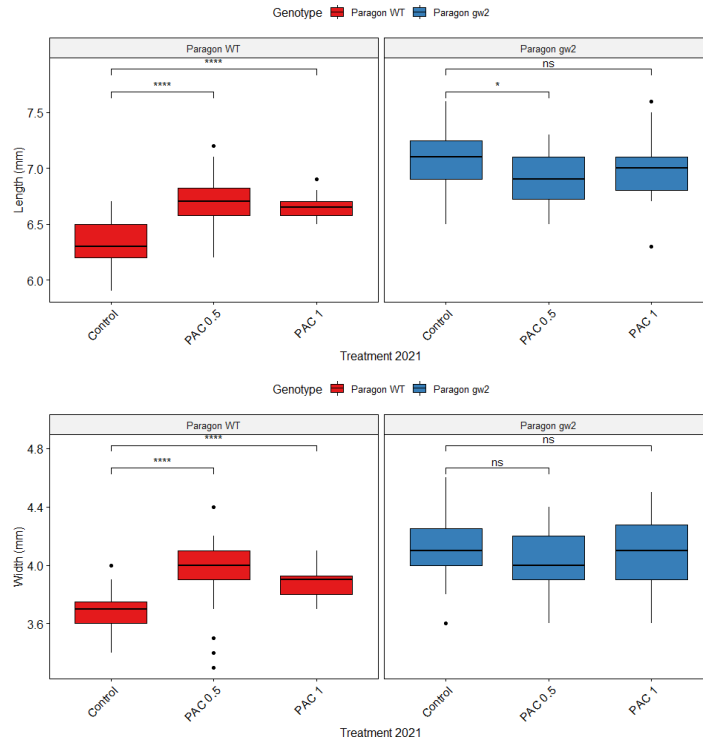 Genotype Paragon WT Paragon gw2
Paragon WT Paragon gw2
**** ns
**** *
Length (mm)
7.5
7.0
6.5
6.0
Control PAC 0.5 PAC 1 Control PAC 0.5 PAC 1
Treatment 2021
Genotype Paragon WT Paragon gw2
Paragon WT Paragon gw2
4.8
**** ns
**** ns
Width (mm)
4.4
4.0
3.6
Control PAC 0.5 PAC 1 Control PAC 0.5 PAC 1
Treatment 2021